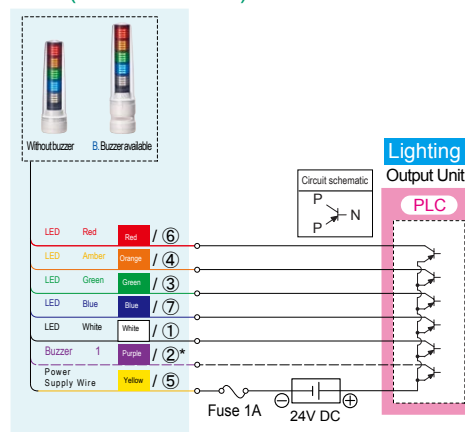 Without buzzer
B. Buzzer available
Lighting
Output Unit
PLC
Circuit schematic
P
N
P
LED Red Red / ⑥
LED Amber Orange / ④
LED Green Green / ③
LED Blue Blue / ⑦
LED White White / ①
Buzzer 1 Purple / ②*
Power
Supply Wire Yellow / ⑤
Fuse 1A
⊖ ⊕
24V DC